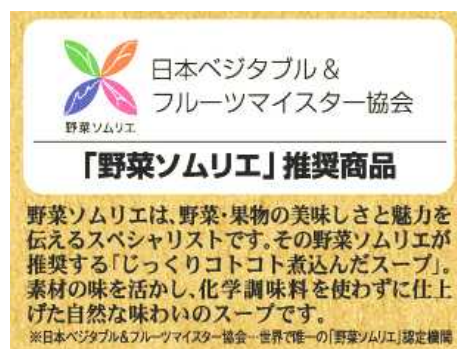 日本ベジタブル&
フルーツマイスター協会
野菜ソムリエ
「野菜ソムリエ」推奨商品
野菜ソムリエは、野菜・果物の美味しさと魅力を
伝えるスペシャリストです。その野菜ソムリエが
推奨する「じっくりコトコト煮込んだスープ」。
素材の味を活かし、化学調味料を使わずに仕上
げた自然な味わいのスープです。
※日本ベジタブル&フルーツマイスター協会…世界で唯一の「野菜ソムリエ」認定機関